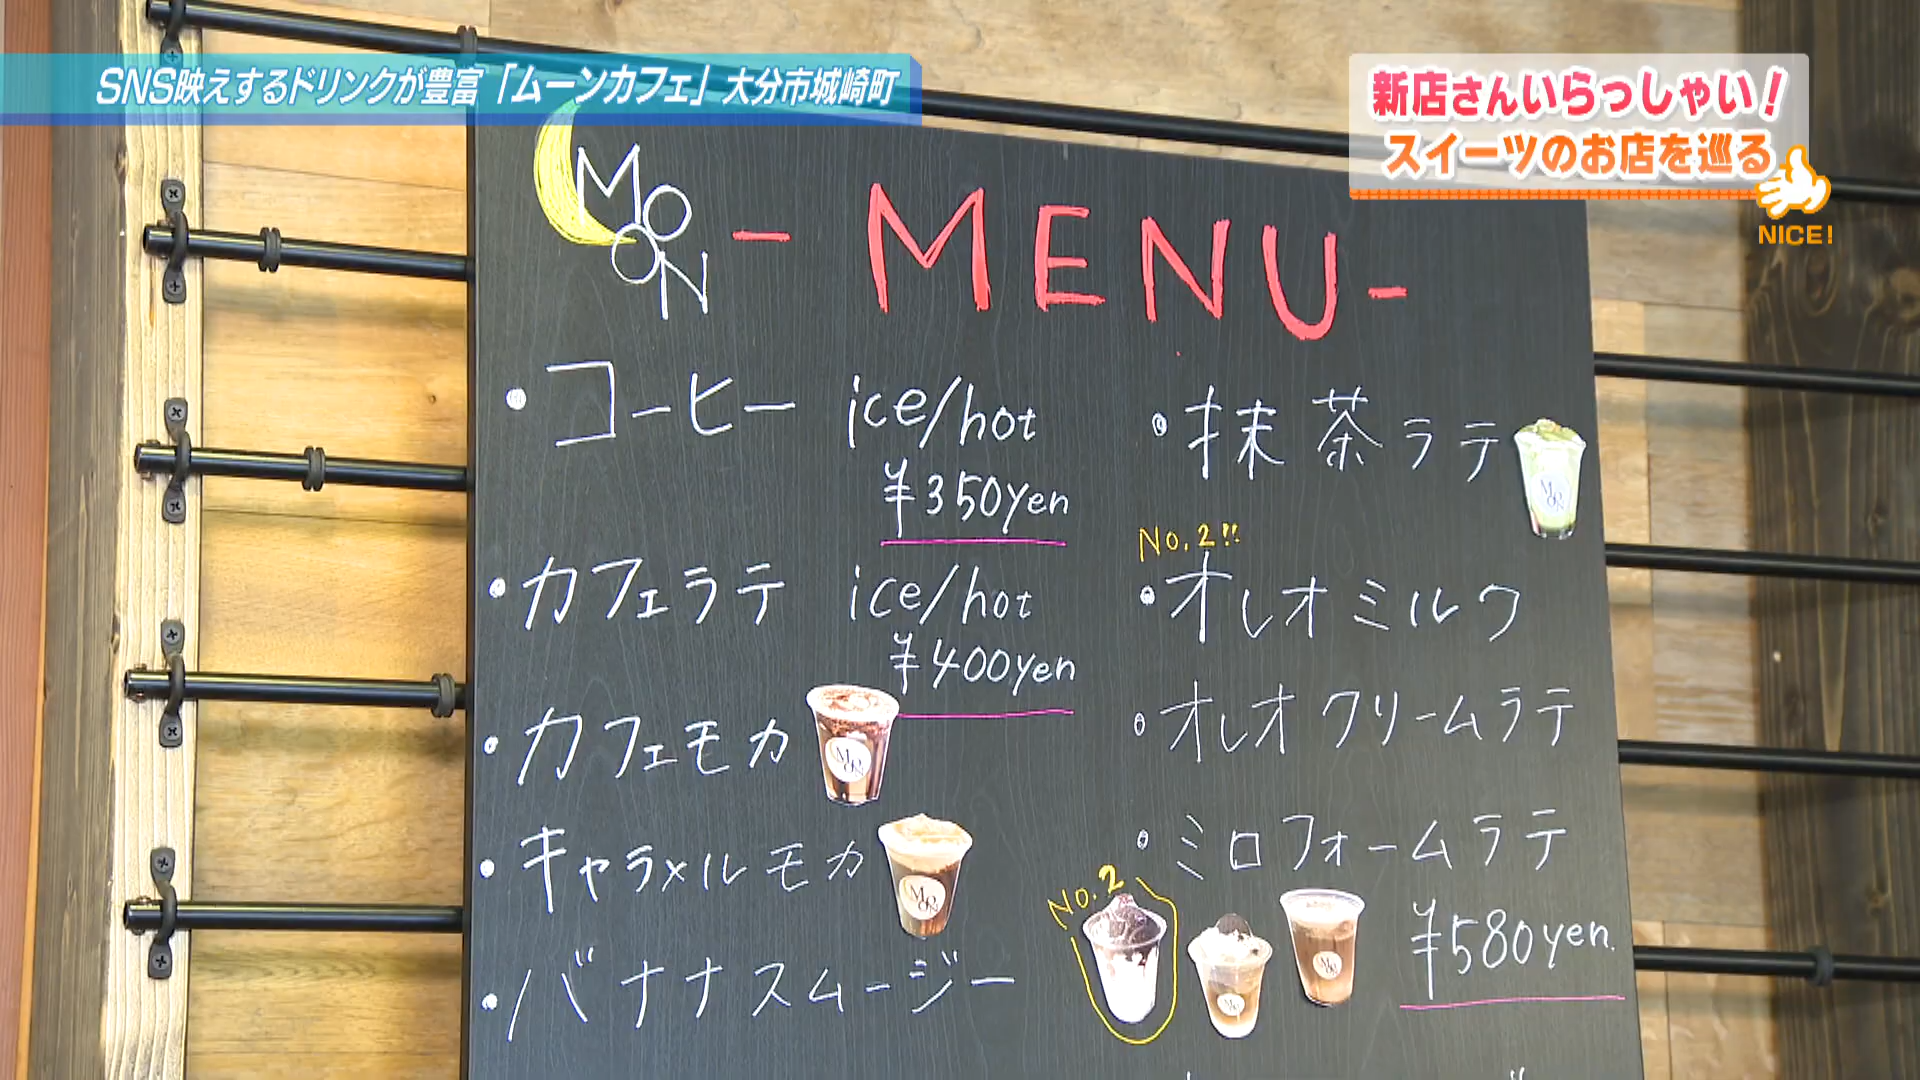 SNS映えするドリンクが豊富「ムーンカフェ」大分市城崎町
新店さんいらっしゃい！
スイーツのお店を巡る
NICE!
MOON
- MENU -
・コーヒー ice/hot
¥350yen
・カフェラテ ice/hot
¥400yen
・カフェモカ
・キャラメルモカ
・バナナスムージー
・抹茶ラテ
No.2!!
・オレオミルク
・オレオクリームラテ
・ミロフォームラテ
No.2
¥580yen.
MOON
MOON
MOON
MOON
MOON